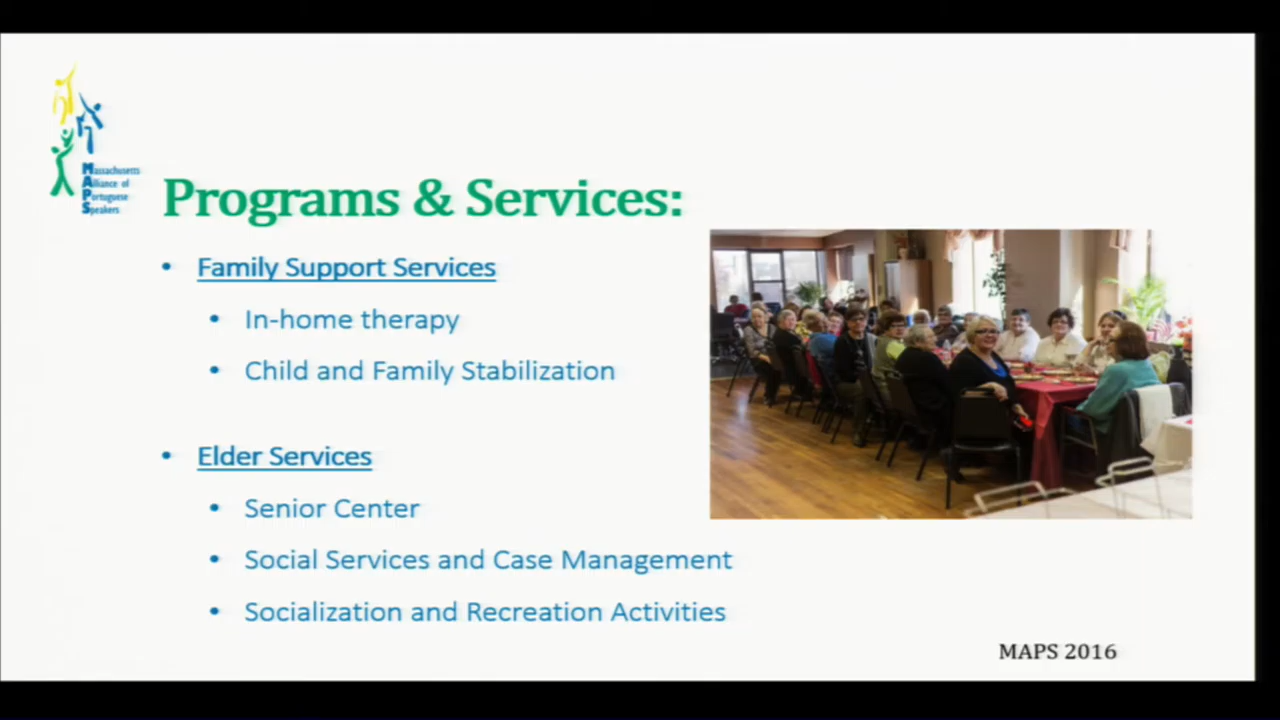 Massachusetts
Alliance of
Portuguese
Speakers
Programs & Services:
• Family Support Services
• In-home therapy
• Child and Family Stabilization
• Elder Services
• Senior Center
• Social Services and Case Management
• Socialization and Recreation Activities
MAPS 2016